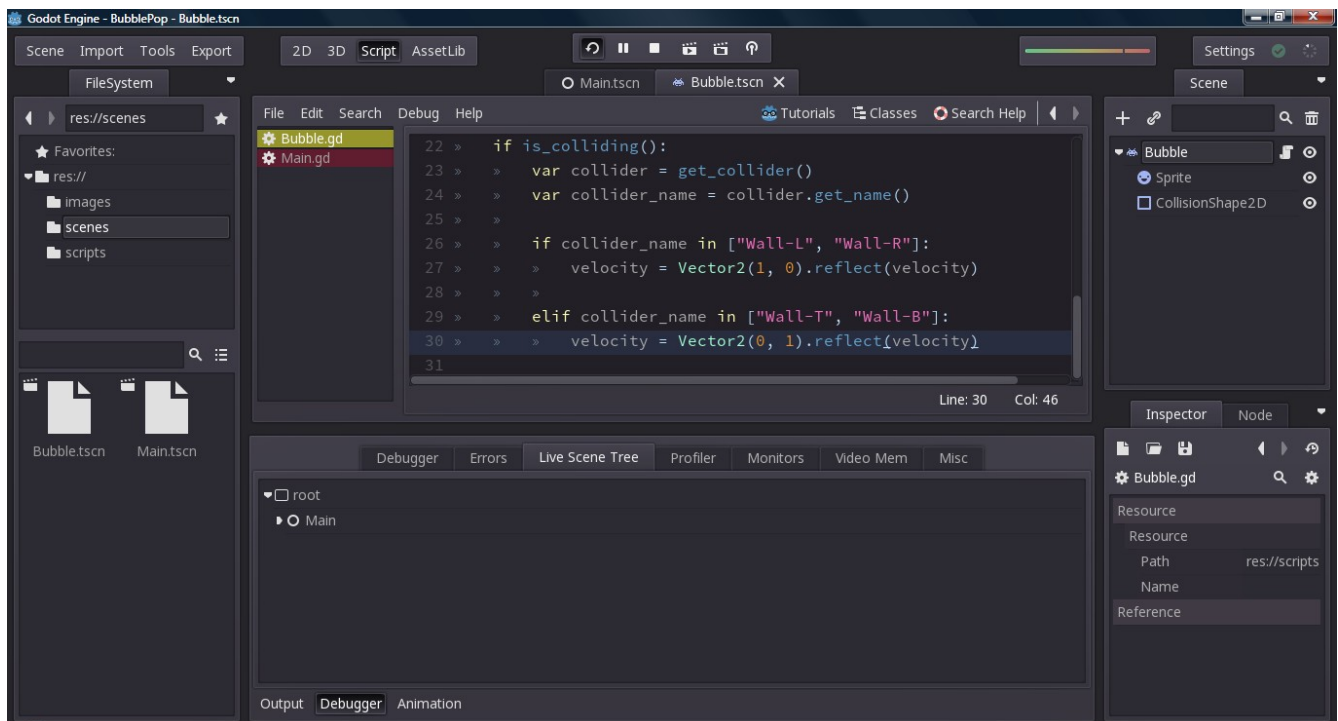 Godot Engine - BubblePop - Bubble.tscn
Scene Import Tools Export
2D 3D Script AssetLib
Settings
FileSystem
Main.tscn
Bubble.tscn
Scene
res://scenes
Favorites:
res://
images
scenes
scripts
Bubble.tscn
Main.tscn
File Edit Search Debug Help
Tutorials Classes Search Help
Bubble.gd
Main.gd
22 » if is_colliding():
23 » » var collider = get_collider()
24 » » var collider_name = collider.get_name()
25 » »
26 » » if collider_name in ["Wall-L", "Wall-R"]:
27 » » » velocity = Vector2(1, 0).reflect(velocity)
28 » » »
29 » » elif collider_name in ["Wall-T", "Wall-B"]:
30 » » » velocity = Vector2(0, 1).reflect(velocity)
31
Line: 30 Col: 46
Debugger Errors Live Scene Tree Profiler Monitors Video Mem Misc
root
Main
Output Debugger Animation
Bubble
Sprite
CollisionShape2D
Inspector Node
Bubble.gd
Resource
Resource
Path res://scripts
Name
Reference